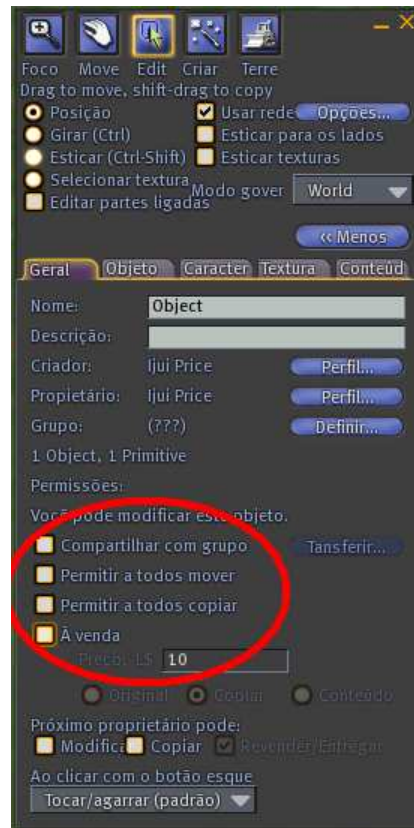 Foco Move Edit Criar Terre
Drag to move, shift-drag to copy
Posição Usar rede Opções...
Girar (Ctrl) Esticar para os lados
Esticar (Ctrl-Shift) Esticar texturas
Selecionar textura Modo gover World
Editar partes ligadas
<< Menos
Geral Objeto Caracter Textura Conteúd
Nome: Object
Descrição:
Criador: Ijui Price Perfil...
Propietário: Ijui Price Perfil...
Grupo: (???) Definir...
1 Object, 1 Primitive
Permissões:
Você pode modificar este objeto.
Compartilhar com grupo Tansferir...
Permitir a todos mover
Permitir a todos copiar
À venda
Preço: L$ 10
Original Copiar Conteúdo
Próximo proprietário pode:
Modifica Copiar Revender/Entregar
Ao clicar com o botão esque
Tocar/agarrar (padrão)